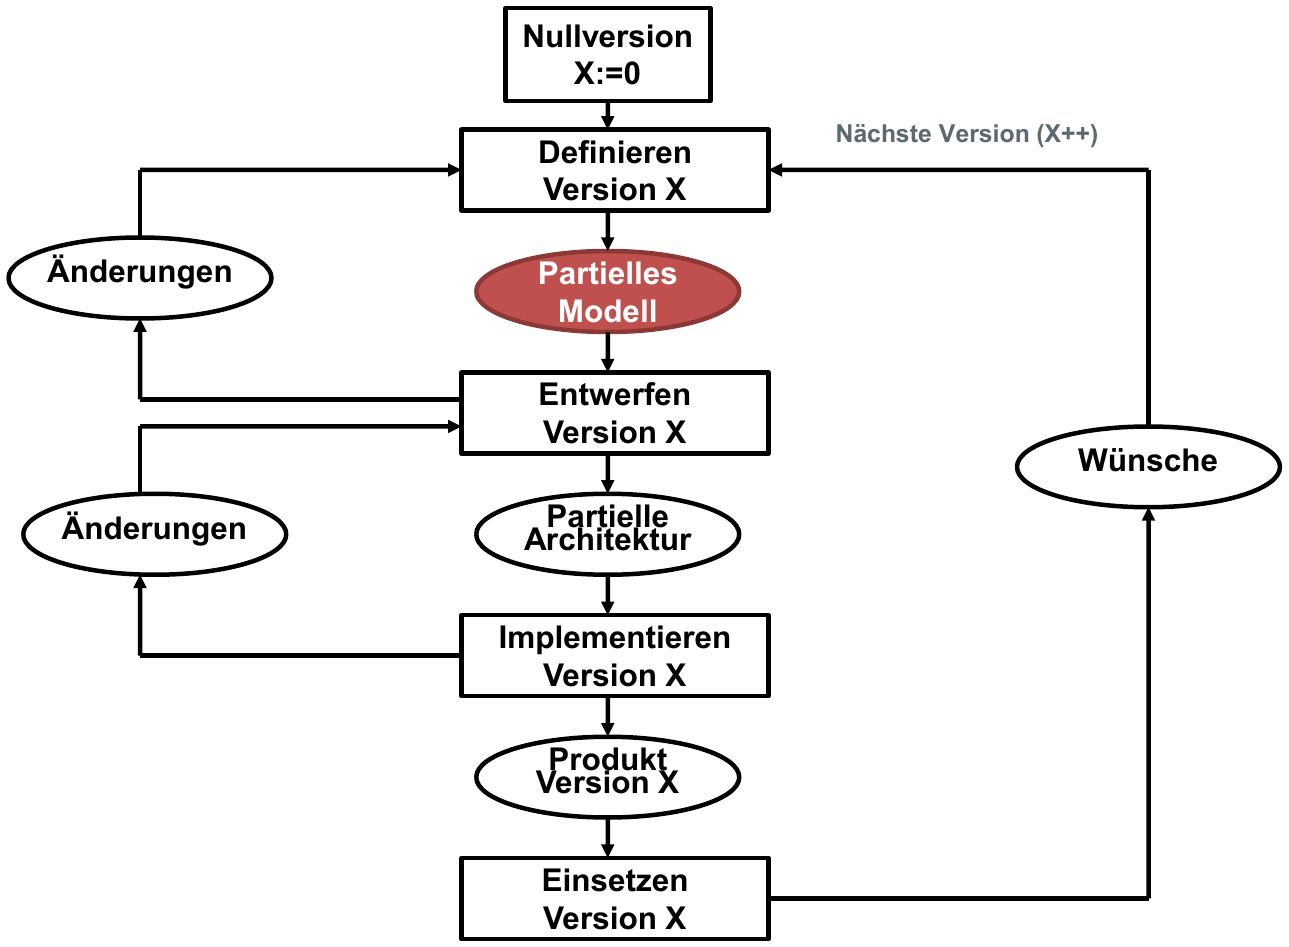 Nullversion
X:=0
Nächste Version (X++)
Definieren
Version X
Änderungen
Partielles
Modell
Entwerfen
Version X
Wünsche
Änderungen
Partielle
Architektur
Implementieren
Version X
Produkt
Version X
Einsetzen
Version X